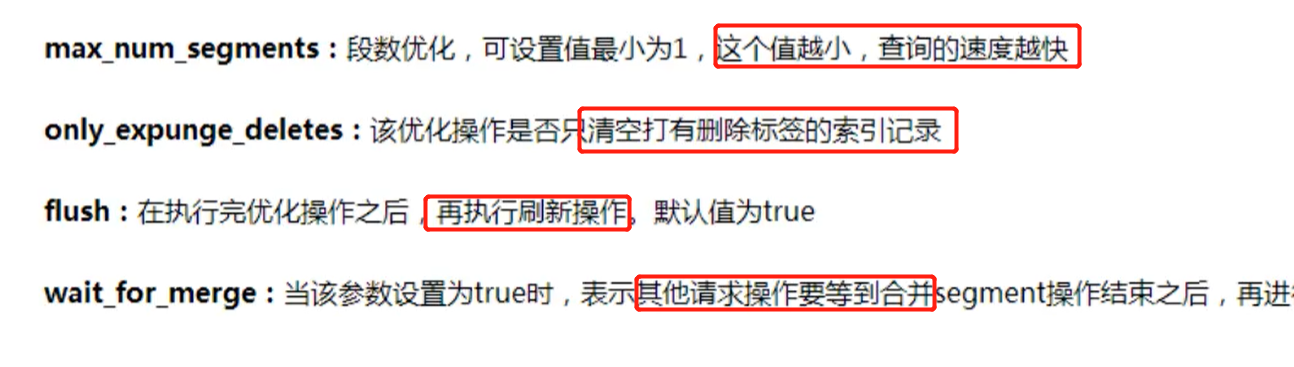 max_num_segments：段数优化，可设置值最小为1，这个值越小，查询的速度越快
only_expunge_deletes：该优化操作是否只清空打有删除标签的索引记录
flush：在执行完优化操作之后，再执行刷新操作。默认值为true
wait_for_merge：当该参数设置为true时，表示其他请求操作要等到合并segment操作结束之后，再进